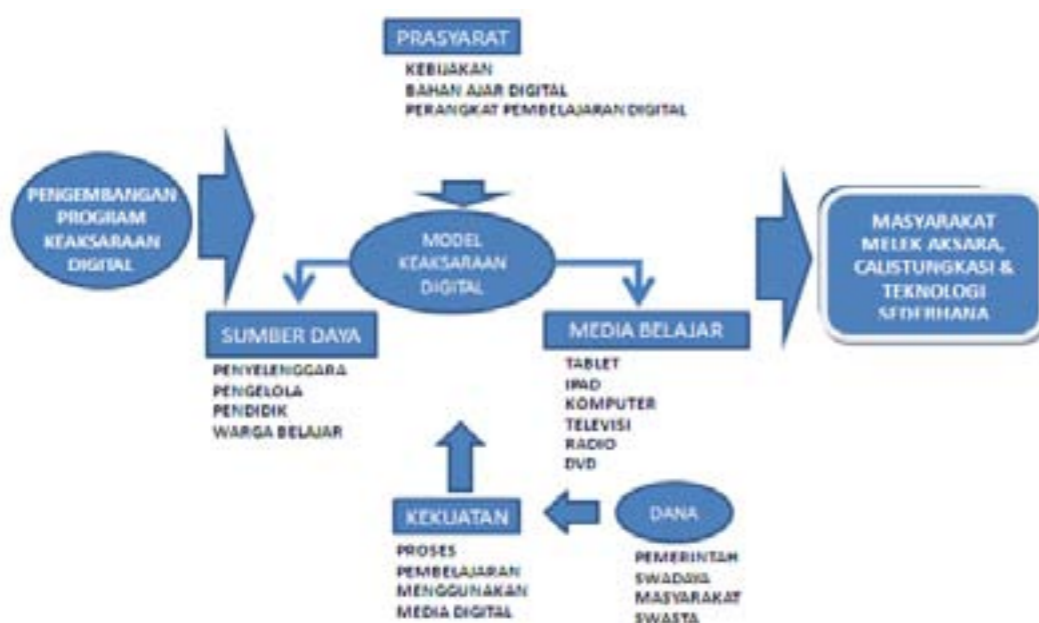 PRASYARAT
KEBIJAKAN
BAHAN AJAR DIGITAL
PERANGKAT PEMBELAJARAN DIGITAL
PENGEMBANGAN
PROGRAM
KEAKSARAAN
DIGITAL
MODEL
KEAKSARAAN
DIGITAL
MASYARAKAT
MELEK AKSARA,
CALISTUNGKASI &
TEKNOLOGI
SEDERHANA
SUMBER DAYA
PENYELENGGARA
PENGELOLA
PENDIDIK
WARGA BELAJAR
MEDIA BELAJAR
TABLET
IPAD
KOMPUTER
TELEVISI
RADIO
DVD
KEKUATAN
PROSES
PEMBELAJARAN
MENGGUNAKAN
MEDIA DIGITAL
DANA
PEMERINTAH
SWADAYA
MASYARAKAT
SWASTA